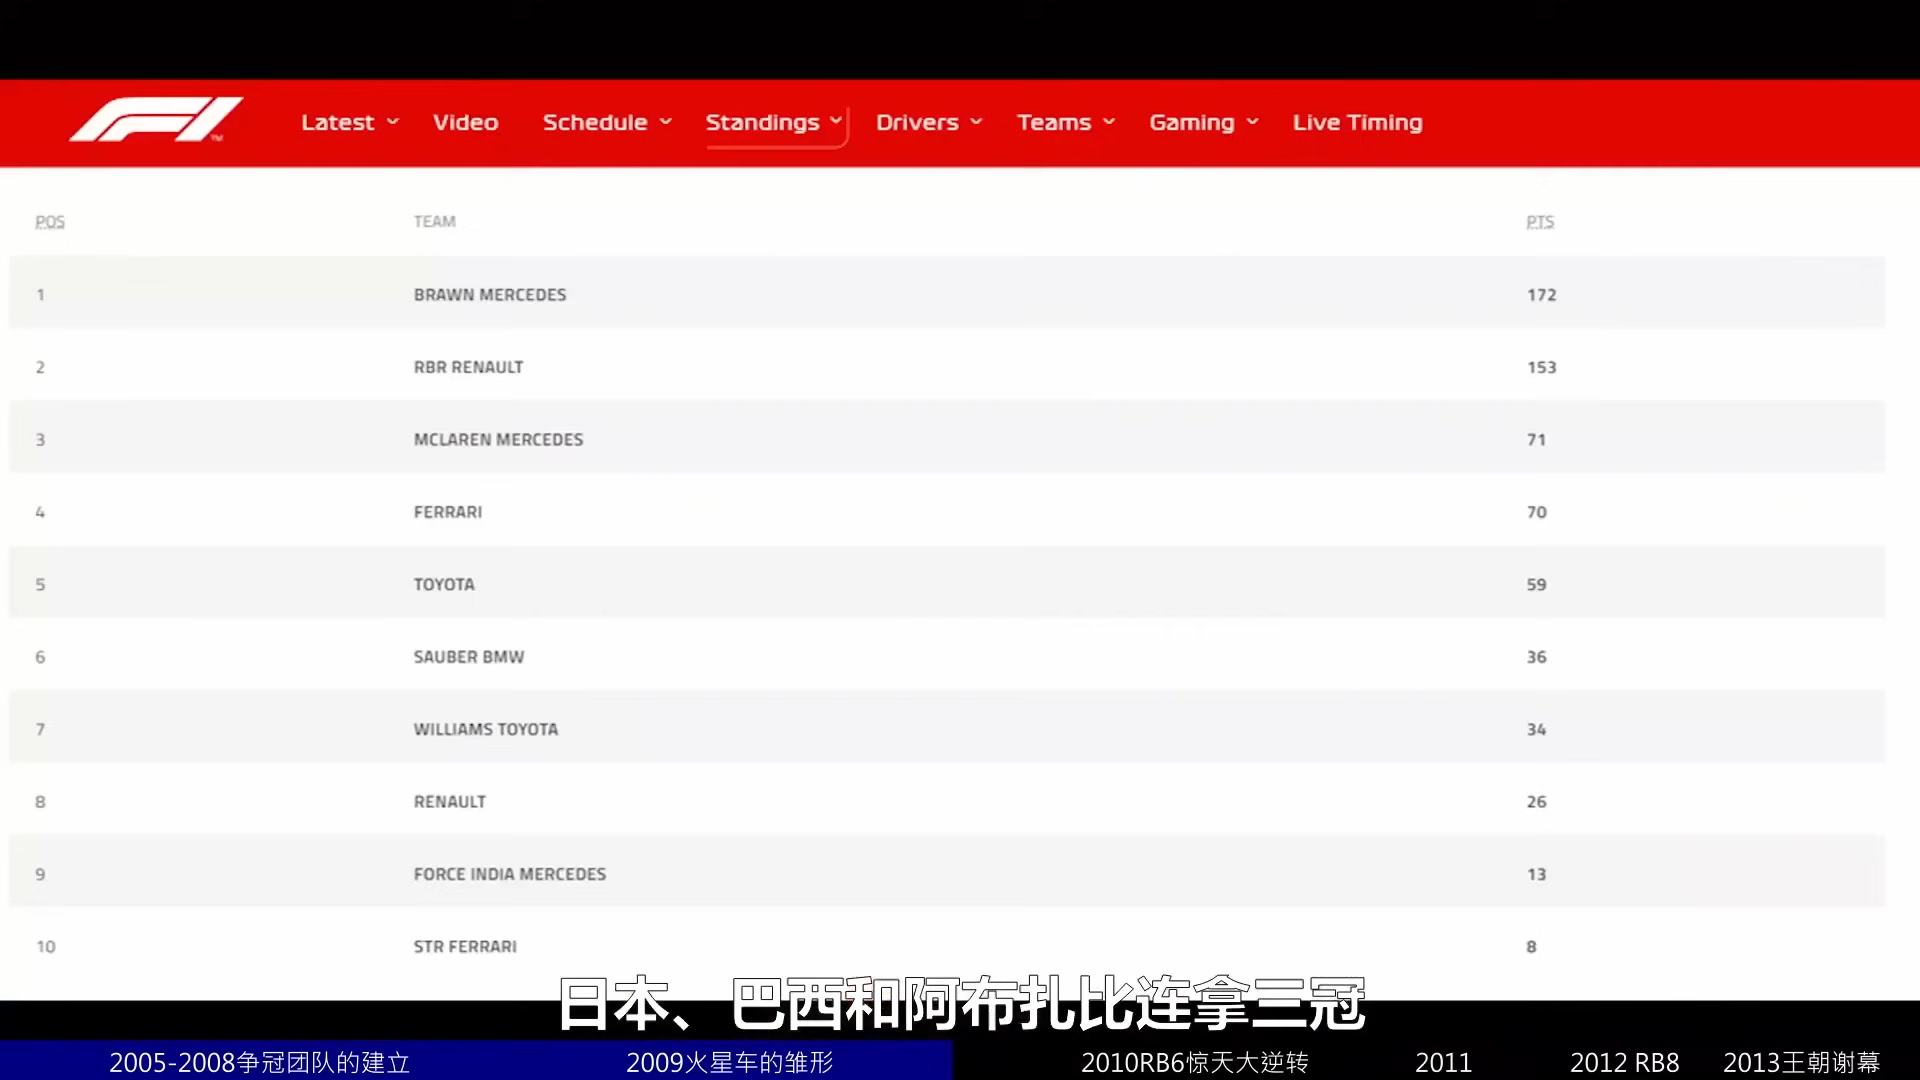 F1 Latest Video Schedule Standings Drivers Teams Gaming Live Timing
POS TEAM PTS
1 BRAWN MERCEDES 172
2 RBR RENAULT 153
3 MCLAREN MERCEDES 71
4 FERRARI 70
5 TOYOTA 59
6 SAUBER BMW 36
7 WILLIAMS TOYOTA 34
8 RENAULT 26
9 FORCE INDIA MERCEDES 13
10 STR FERRARI 8
日本、巴西和阿布扎比连拿三冠
2005-2008争冠团队的建立 2009火星车的雏形 2010RB6惊天大逆转 2011 2012 RB8 2013王朝谢幕